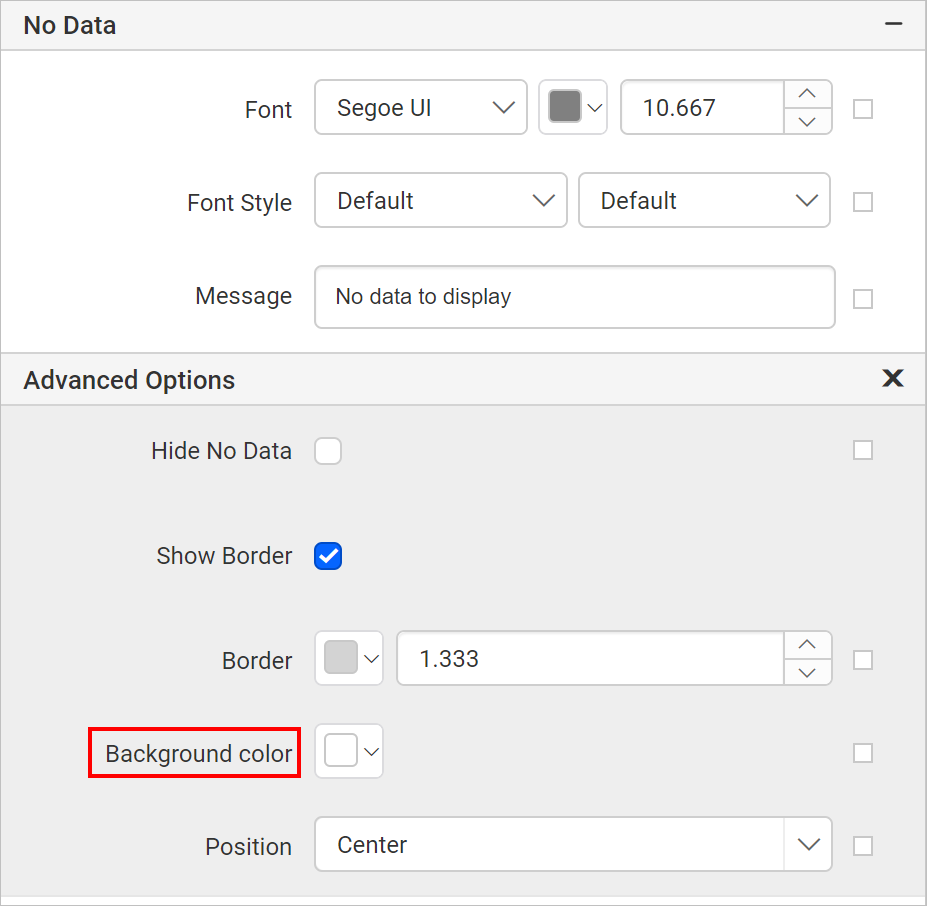 No Data
Font Segoe UI 10.667
Font Style Default Default
Message No data to display
Advanced Options
Hide No Data
Show Border
Border 1.333
Background color
Position Center